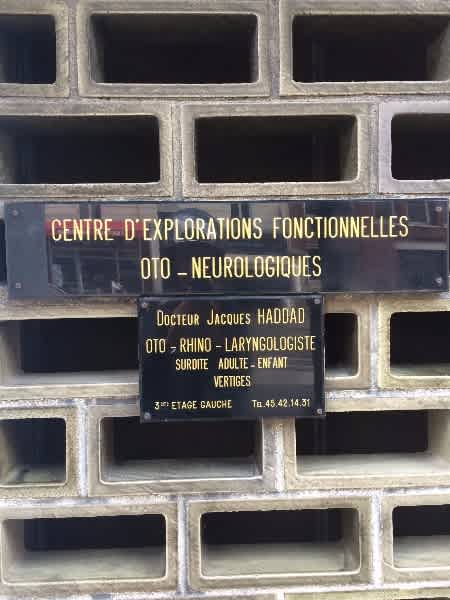 CENTRE D'EXPLORATIONS FONCTIONNELLES
OTO - NEUROLOGIQUES
DOCTEUR JACQUES HADDAD
OTO - RHINO - LARYNGOLOGISTE
SURDITE ADULTE - ENFANT
VERTIGES
3EME ETAGE GAUCHE TEL. 45.42.14.31